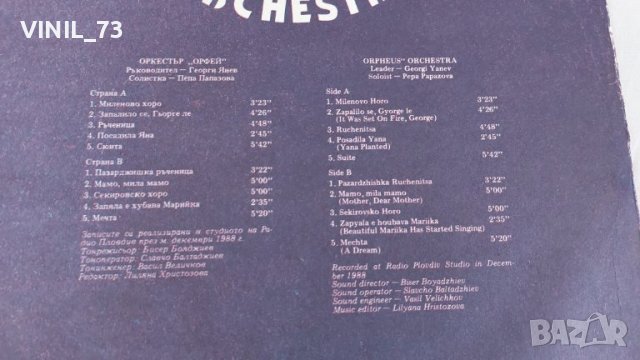 VINIL_73
ORCHESTRA
ОРКЕСТЪР „ОРФЕЙ"
Ръководител — Георги Янев
Солистка — Пепа Папазова
Страна А
1. Миленово хоро 3'23"
2. Запалило се, Гьорге ле 4'26"
3. Ръченица 4'48"
4. Посадила Яна 2'45"
5. Сюита 5'42"
Страна В
1. Пазарджишка ръченица 3'22"
2. Мамо, мила мамо 5'00"
3. Секировско хоро 5'00"
4. Запяла е хубава Марийка 2'35"
5. Мечта 5'20"
Записите са реализирани в студиото на Ра-
дио Пловдив през м. декември 1988 г.
Тонрежисьор: Бисер Бояджиев
Тоноператор: Славчо Балтаджиев
Тонинженер: Васил Величков
Редактор: Лиляна Христозова
ORPHEUS" ORCHESTRA
Leader — Georgi Yanev
Soloist — Pepa Papazova
Side A
1. Milenovo Horo 3'23"
2. Zapalilo se, Gyorge le 4'26"
(It Was Set On Fire, George)
3. Ruchenitsa 4'48"
4. Posadila Yana 2'45"
(Yana Planted)
5. Suite 5'42"
Side B
1. Pazardzhishka Ruchenitsa 3'22"
2. Mamo, mila mamo 5'00"
(Mother, Dear Mother)
3. Sekirovsko Horo 5'00"
4. Zapyala e houbava Mariika 2'35"
(Beautiful Mariika Has Started Singing)
5. Mechta 5'20"
(A Dream)
Recorded at Radio Plovdiv Studio in Decem-
ber 1988
Sound director — Biser Boyadzhiev
Sound operator — Slavcho Baltadzhiev
Sound engineer — Vasil Velichkov
Music editor — Lilyana Hristozova
BAZAR
bg